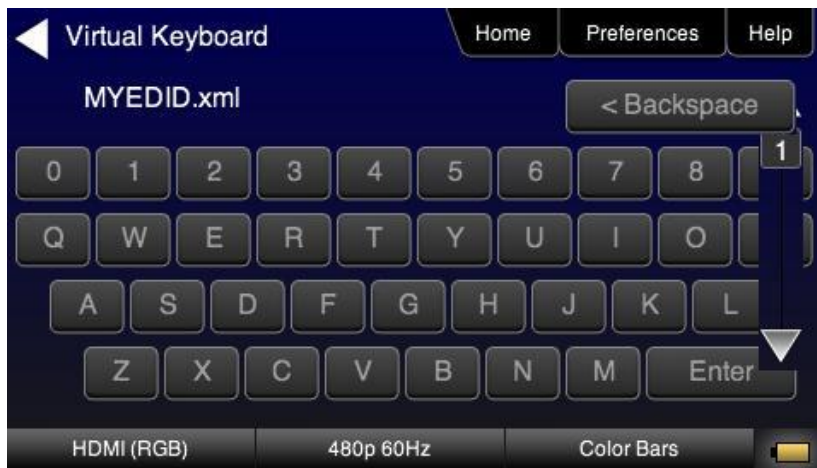 Virtual Keyboard Home Preferences Help
MYEDID.xml < Backspace
1
0 1 2 3 4 5 6 7 8
Q W E R T Y U I O
A S D F G H J K L
Z X C V B N M Enter
HDMI (RGB) 480p 60Hz Color Bars